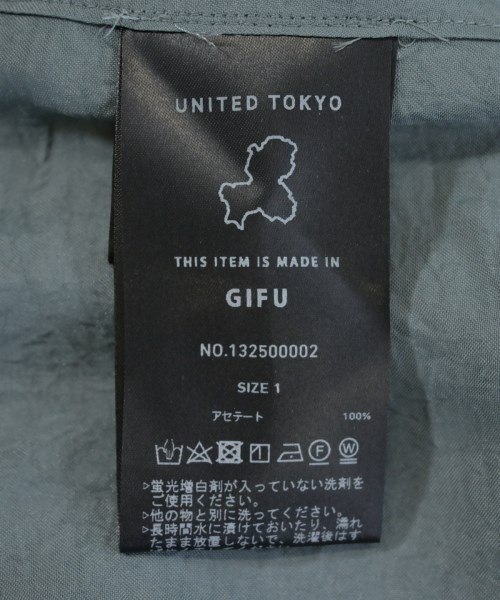 UNITED TOKYO
THIS ITEM IS MADE IN
GIFU
NO.132500002
SIZE 1
アセテート 100%
▷蛍光増白剤が入っていない洗剤を
ご使用ください。
▷他の物と別に洗ってください。
▷長時間水に漬けておいたり、濡れ
たまま放置しないで、洗濯後はす